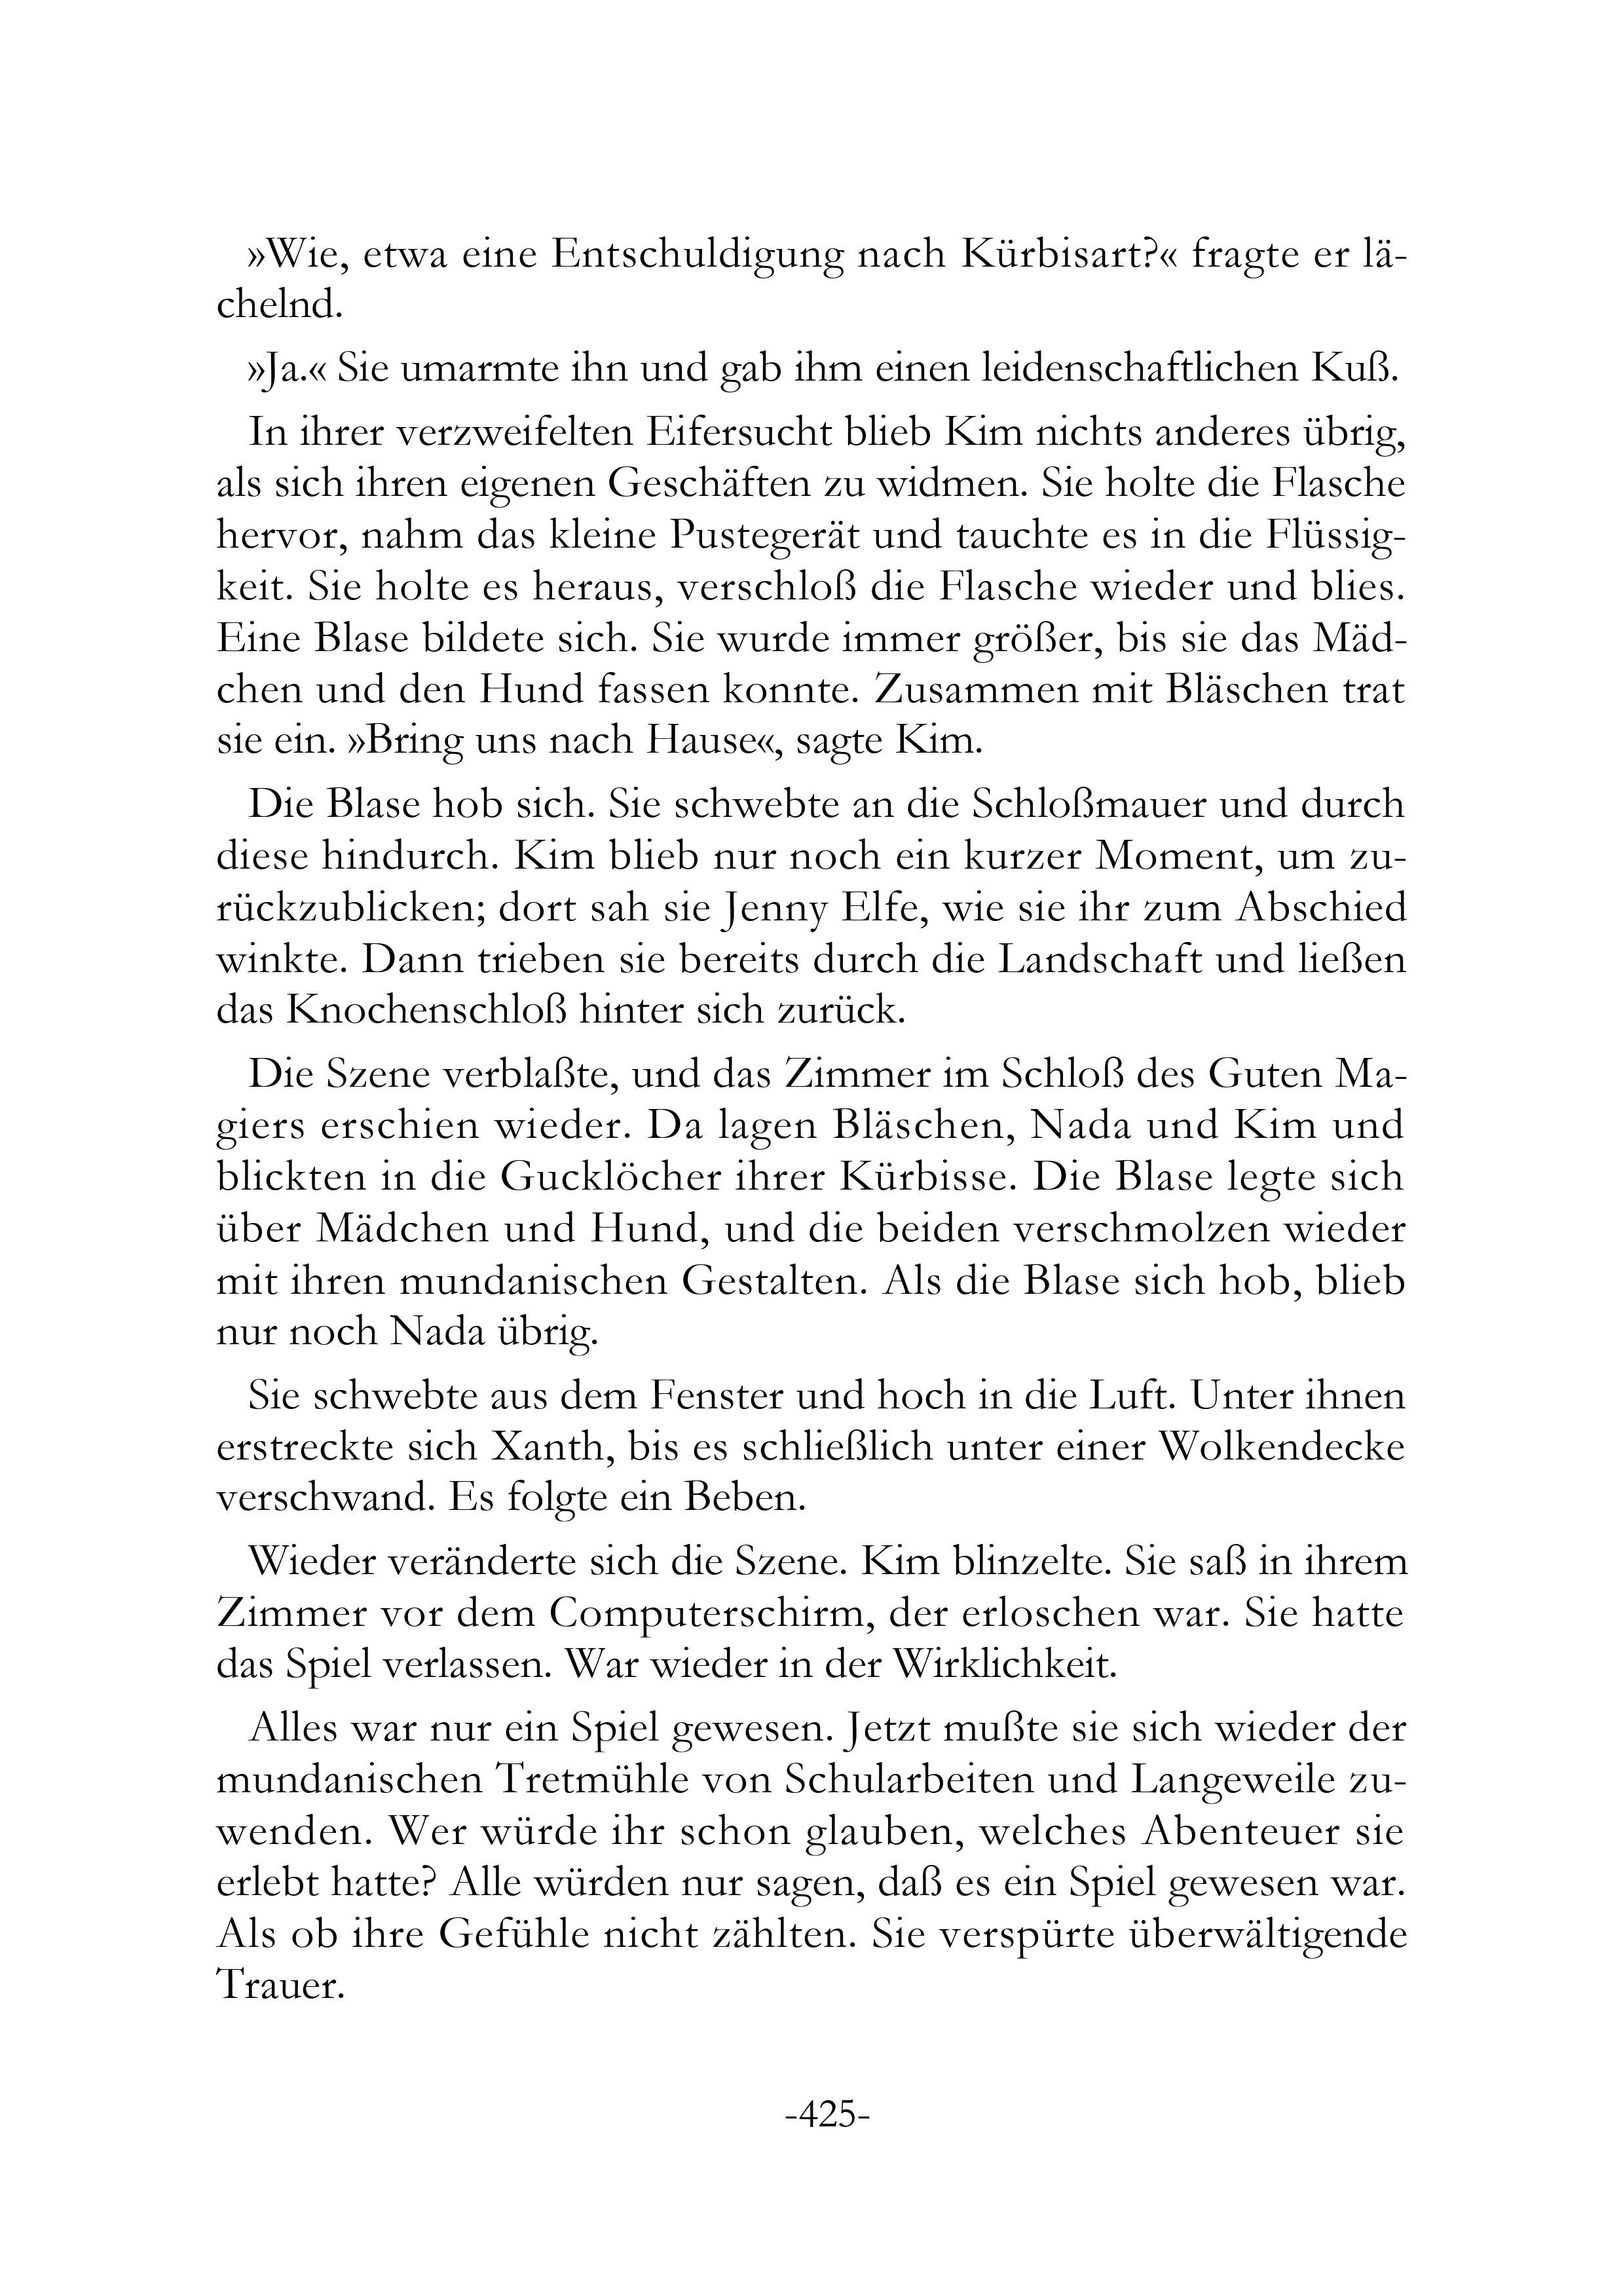 »Wie, etwa eine Entschuldigung nach Kürbisart?« fragte er lä-
chelnd.
»Ja.« Sie umarmte ihn und gab ihm einen leidenschaftlichen Kuß.
In ihrer verzweifelten Eifersucht blieb Kim nichts anderes übrig,
als sich ihren eigenen Geschäften zu widmen. Sie holte die Flasche
hervor, nahm das kleine Pustegerät und tauchte es in die Flüssig-
keit. Sie holte es heraus, verschloß die Flasche wieder und blies.
Eine Blase bildete sich. Sie wurde immer größer, bis sie das Mäd-
chen und den Hund fassen konnte. Zusammen mit Bläschen trat
sie ein. »Bring uns nach Hause«, sagte Kim.
Die Blase hob sich. Sie schwebte an die Schloßmauer und durch
diese hindurch. Kim blieb nur noch ein kurzer Moment, um zu-
rückzublicken; dort sah sie Jenny Elfe, wie sie ihr zum Abschied
winkte. Dann trieben sie bereits durch die Landschaft und ließen
das Knochenschloß hinter sich zurück.
Die Szene verblaßte, und das Zimmer im Schloß des Guten Ma-
giers erschien wieder. Da lagen Bläschen, Nada und Kim und
blickten in die Gucklöcher ihrer Kürbisse. Die Blase legte sich
über Mädchen und Hund, und die beiden verschmolzen wieder
mit ihren mundanischen Gestalten. Als die Blase sich hob, blieb
nur noch Nada übrig.
Sie schwebte aus dem Fenster und hoch in die Luft. Unter ihnen
erstreckte sich Xanth, bis es schließlich unter einer Wolkendecke
verschwand. Es folgte ein Beben.
Wieder veränderte sich die Szene. Kim blinzelte. Sie saß in ihrem
Zimmer vor dem Computerschirm, der erloschen war. Sie hatte
das Spiel verlassen. War wieder in der Wirklichkeit.
Alles war nur ein Spiel gewesen. Jetzt mußte sie sich wieder der
mundanischen Tretmühle von Schularbeiten und Langeweile zu-
wenden. Wer würde ihr schon glauben, welches Abenteuer sie
erlebt hatte? Alle würden nur sagen, daß es ein Spiel gewesen war.
Als ob ihre Gefühle nicht zählten. Sie verspürte überwältigende
Trauer.
-425-